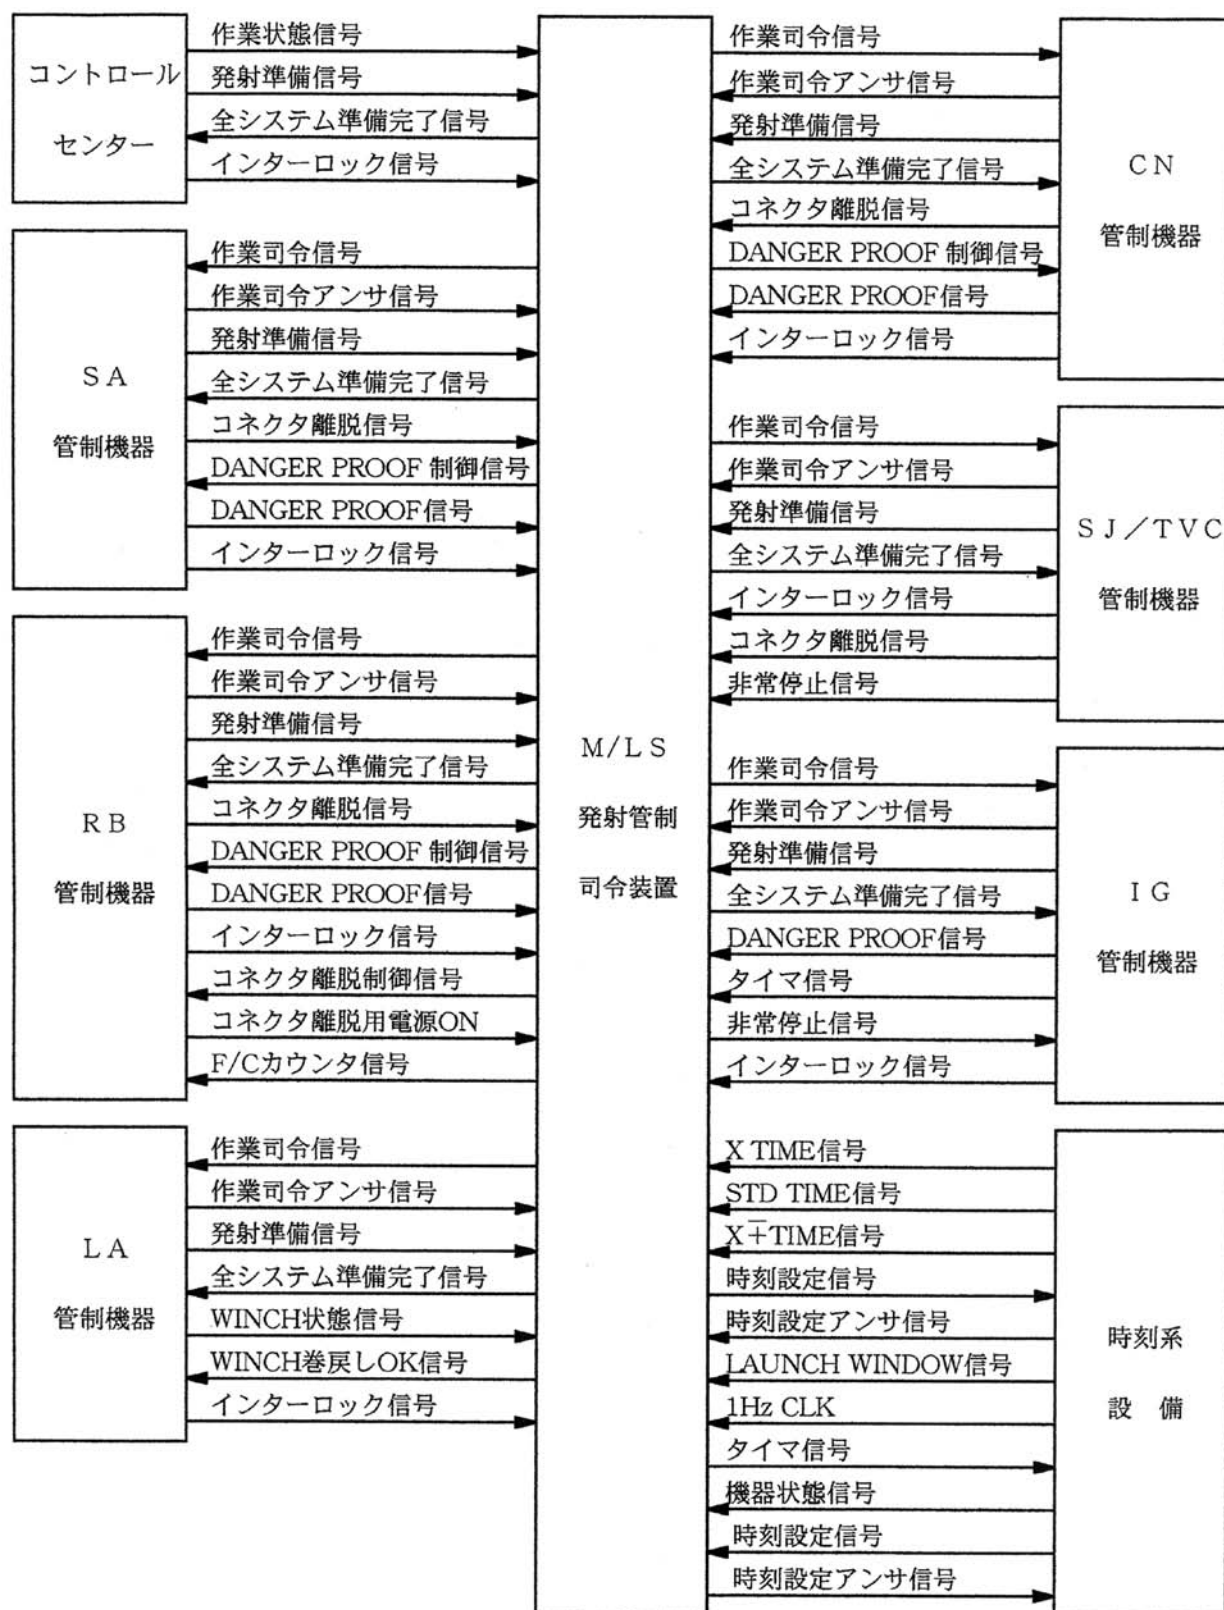 コントロール
センター
作業状態信号
発射準備信号
全システム準備完了信号
インターロック信号
SA
管制機器
作業司令信号
作業司令アンサ信号
発射準備信号
全システム準備完了信号
コネクタ離脱信号
DANGER PROOF 制御信号
DANGER PROOF信号
インターロック信号
RB
管制機器
作業司令信号
作業司令アンサ信号
発射準備信号
全システム準備完了信号
コネクタ離脱信号
DANGER PROOF 制御信号
DANGER PROOF信号
インターロック信号
コネクタ離脱制御信号
コネクタ離脱用電源ON
F/Cカウンタ信号
LA
管制機器
作業司令信号
作業司令アンサ信号
発射準備信号
全システム準備完了信号
WINCH状態信号
WINCH巻戻しOK信号
インターロック信号
M/LS
発射管制
司令装置
作業司令信号
作業司令アンサ信号
発射準備信号
全システム準備完了信号
コネクタ離脱信号
DANGER PROOF 制御信号
DANGER PROOF信号
インターロック信号
CN
管制機器
作業司令信号
作業司令アンサ信号
発射準備信号
全システム準備完了信号
インターロック信号
コネクタ離脱信号
非常停止信号
SJ/TVC
管制機器
作業司令信号
作業司令アンサ信号
発射準備信号
全システム準備完了信号
DANGER PROOF信号
タイマ信号
非常停止信号
インターロック信号
IG
管制機器
X TIME信号
STD TIME信号
X∓TIME信号
時刻設定信号
時刻設定アンサ信号
LAUNCH WINDOW信号
1Hz CLK
タイマ信号
機器状態信号
時刻設定信号
時刻設定アンサ信号
時刻系
設 備